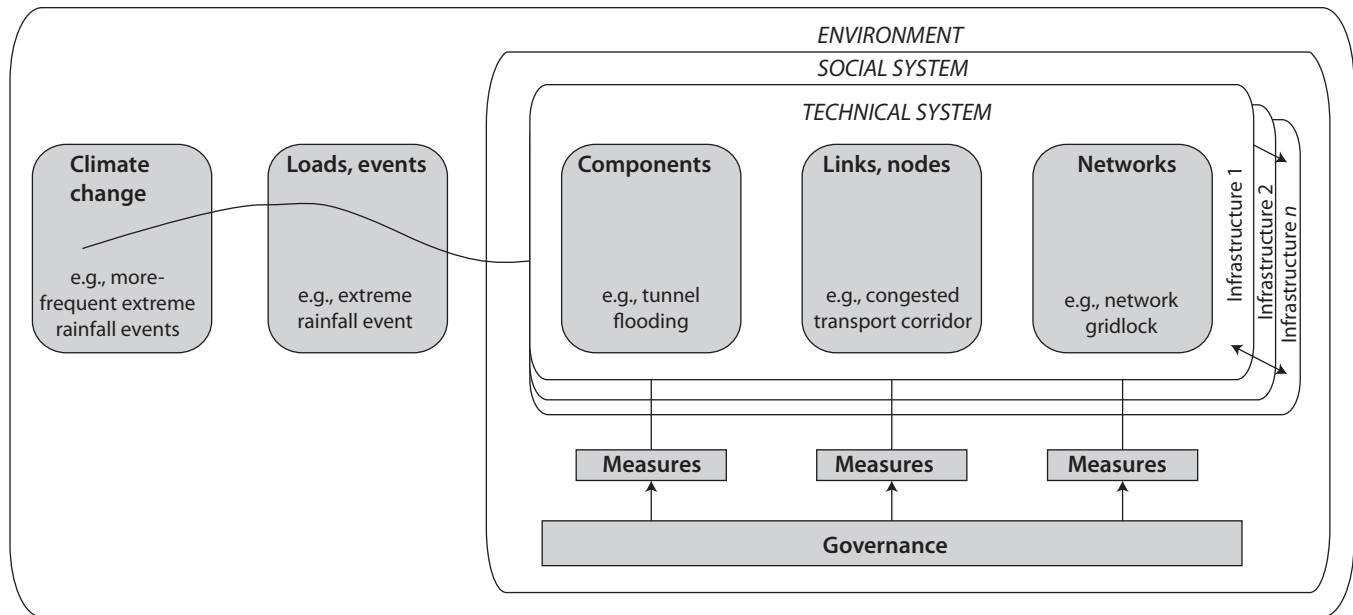 ENVIRONMENT
SOCIAL SYSTEM
TECHNICAL SYSTEM
Climate
change
e.g., more-
frequent extreme
rainfall events
Loads, events
e.g., extreme
rainfall event
Components
e.g., tunnel
flooding
Links, nodes
e.g., congested
transport corridor
Networks
e.g., network
gridlock
Infrastructure 1
Infrastructure 2
Infrastructure n
Measures
Measures
Measures
Governance